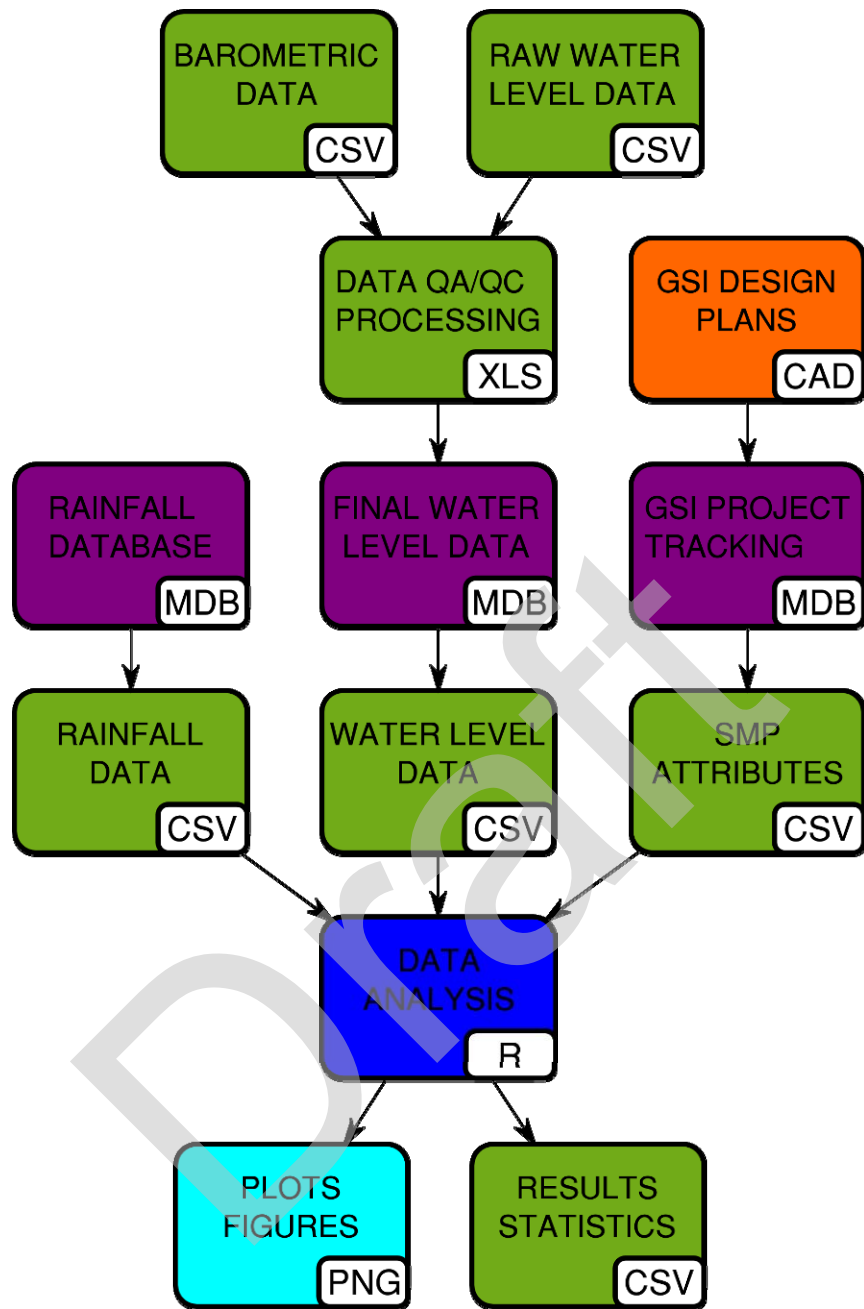 BAROMETRIC
DATA
CSV
RAW WATER
LEVEL DATA
CSV
DATA QA/QC
PROCESSING
XLS
GSI DESIGN
PLANS
CAD
RAINFALL
DATABASE
MDB
FINAL WATER
LEVEL DATA
MDB
GSI PROJECT
TRACKING
MDB
RAINFALL
DATA
CSV
WATER LEVEL
DATA
CSV
SMP
ATTRIBUTES
CSV
DATA
ANALYSIS
R
PLOTS
FIGURES
PNG
RESULTS
STATISTICS
CSV
Draft